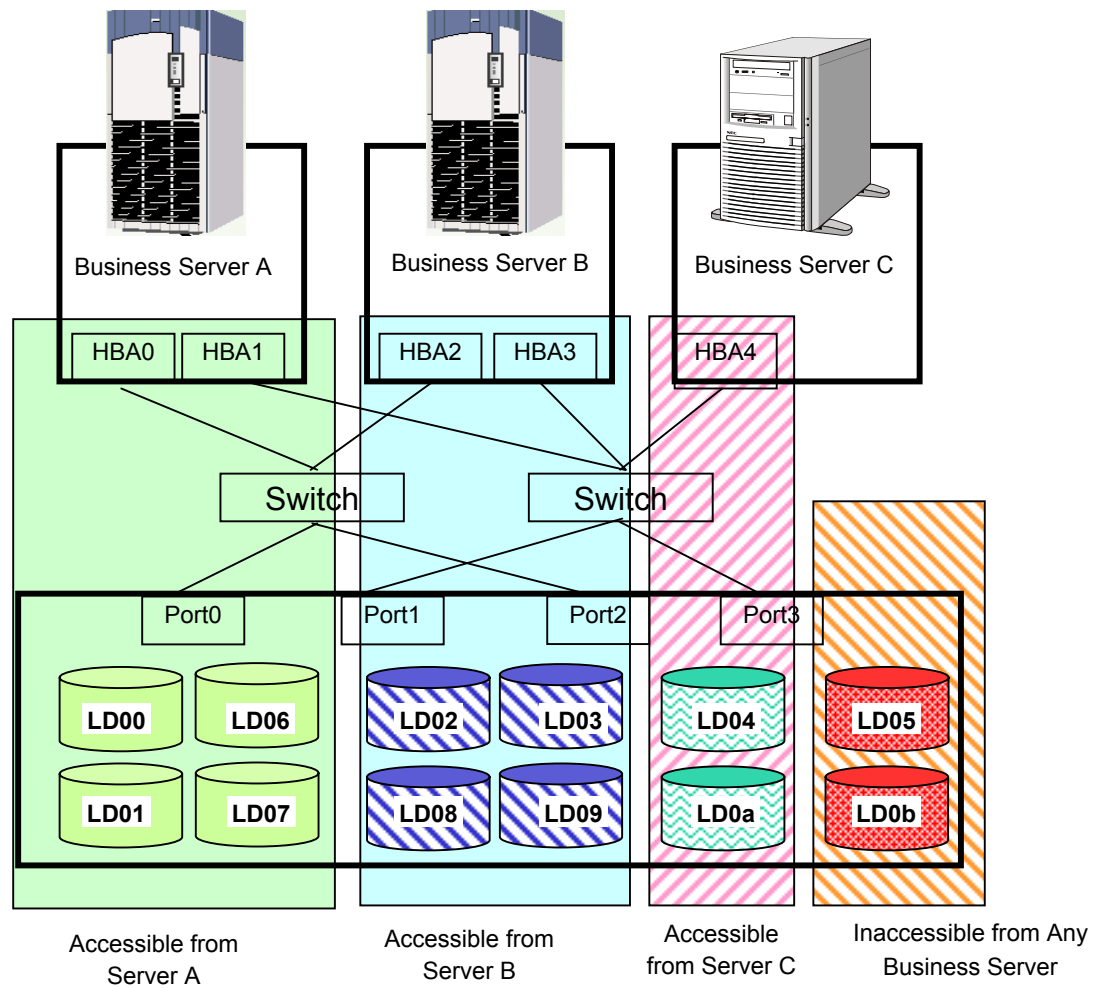 NEC
Business Server A
Business Server B
Business Server C
HBA0
HBA1
HBA2
HBA3
HBA4
Switch
Switch
Port0
Port1
Port2
Port3
LD00
LD06
LD02
LD03
LD04
LD05
LD01
LD07
LD08
LD09
LD0a
LD0b
Accessible from
Server A
Accessible from
Server B
Accessible
from Server C
Inaccessible from Any
Business Server